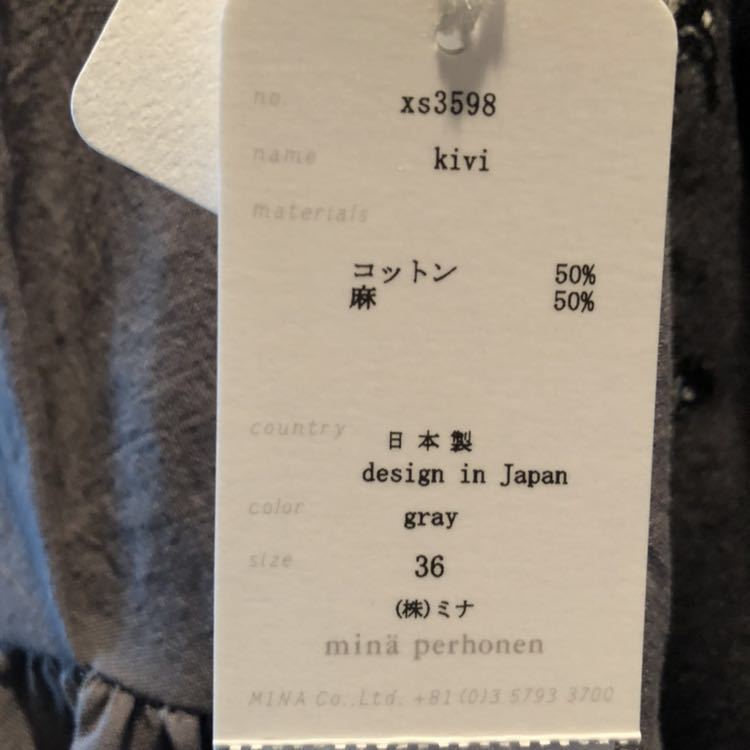 no. xs3598
name kivi
materials
コットン 50%
麻 50%
country 日本製
design in Japan
color gray
size 36
(株)ミナ
minä perhonen
MINA Co.,Ltd. +81(0)3 5793 3700